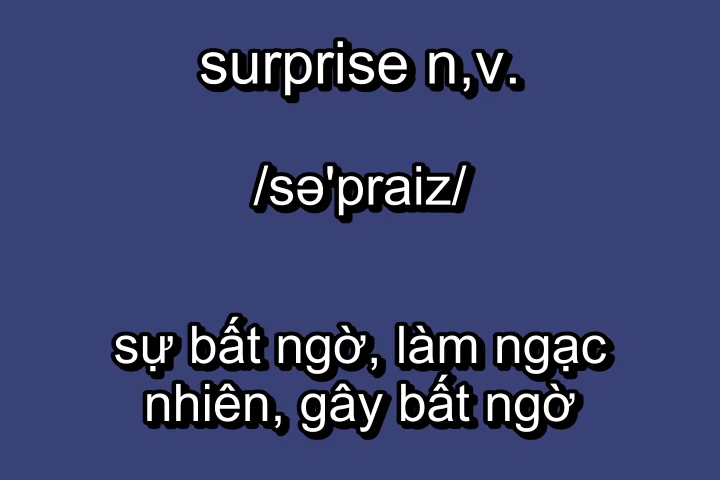 surprise n,v.
/sə'praiz/
sự bất ngờ, làm ngạc
nhiên, gây bất ngờ